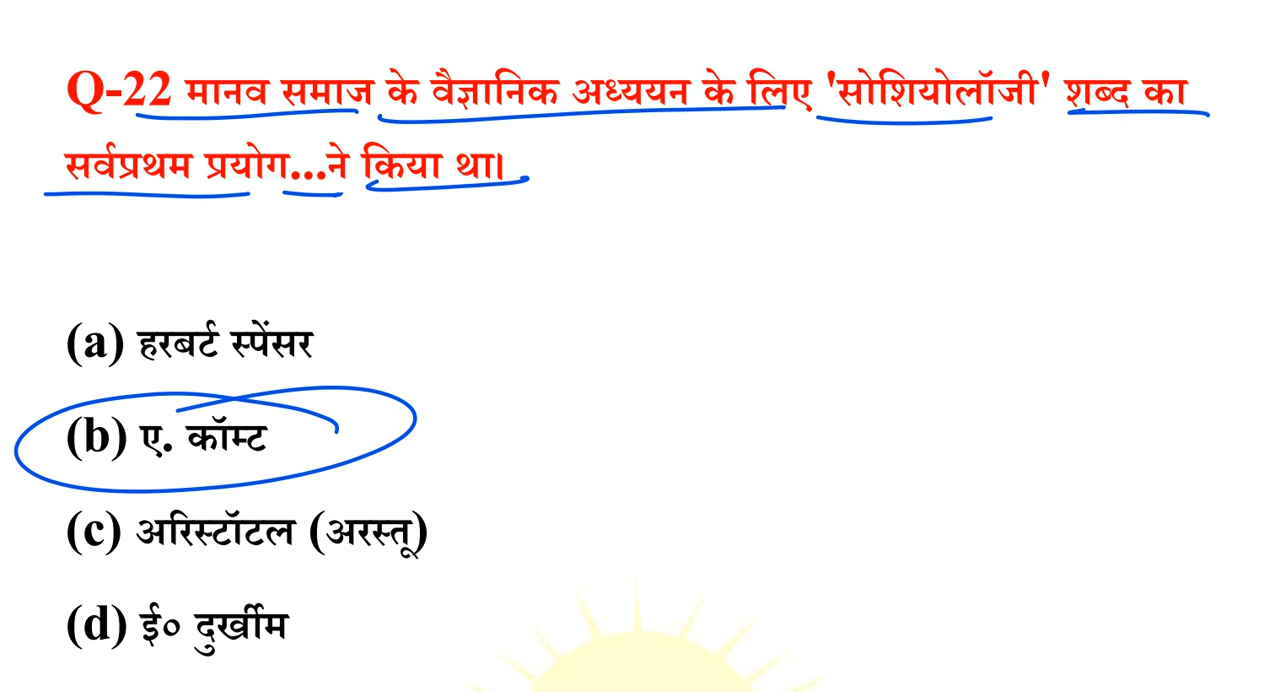 Q-22 मानव समाज के वैज्ञानिक अध्ययन के लिए 'सोशियोलॉजी' शब्द का
सर्वप्रथम प्रयोग...ने किया था।
(a) हरबर्ट स्पेंसर
(b) ए. कॉम्ट
(c) अरिस्टॉटल (अरस्तू)
(d) ई० दुर्खीम